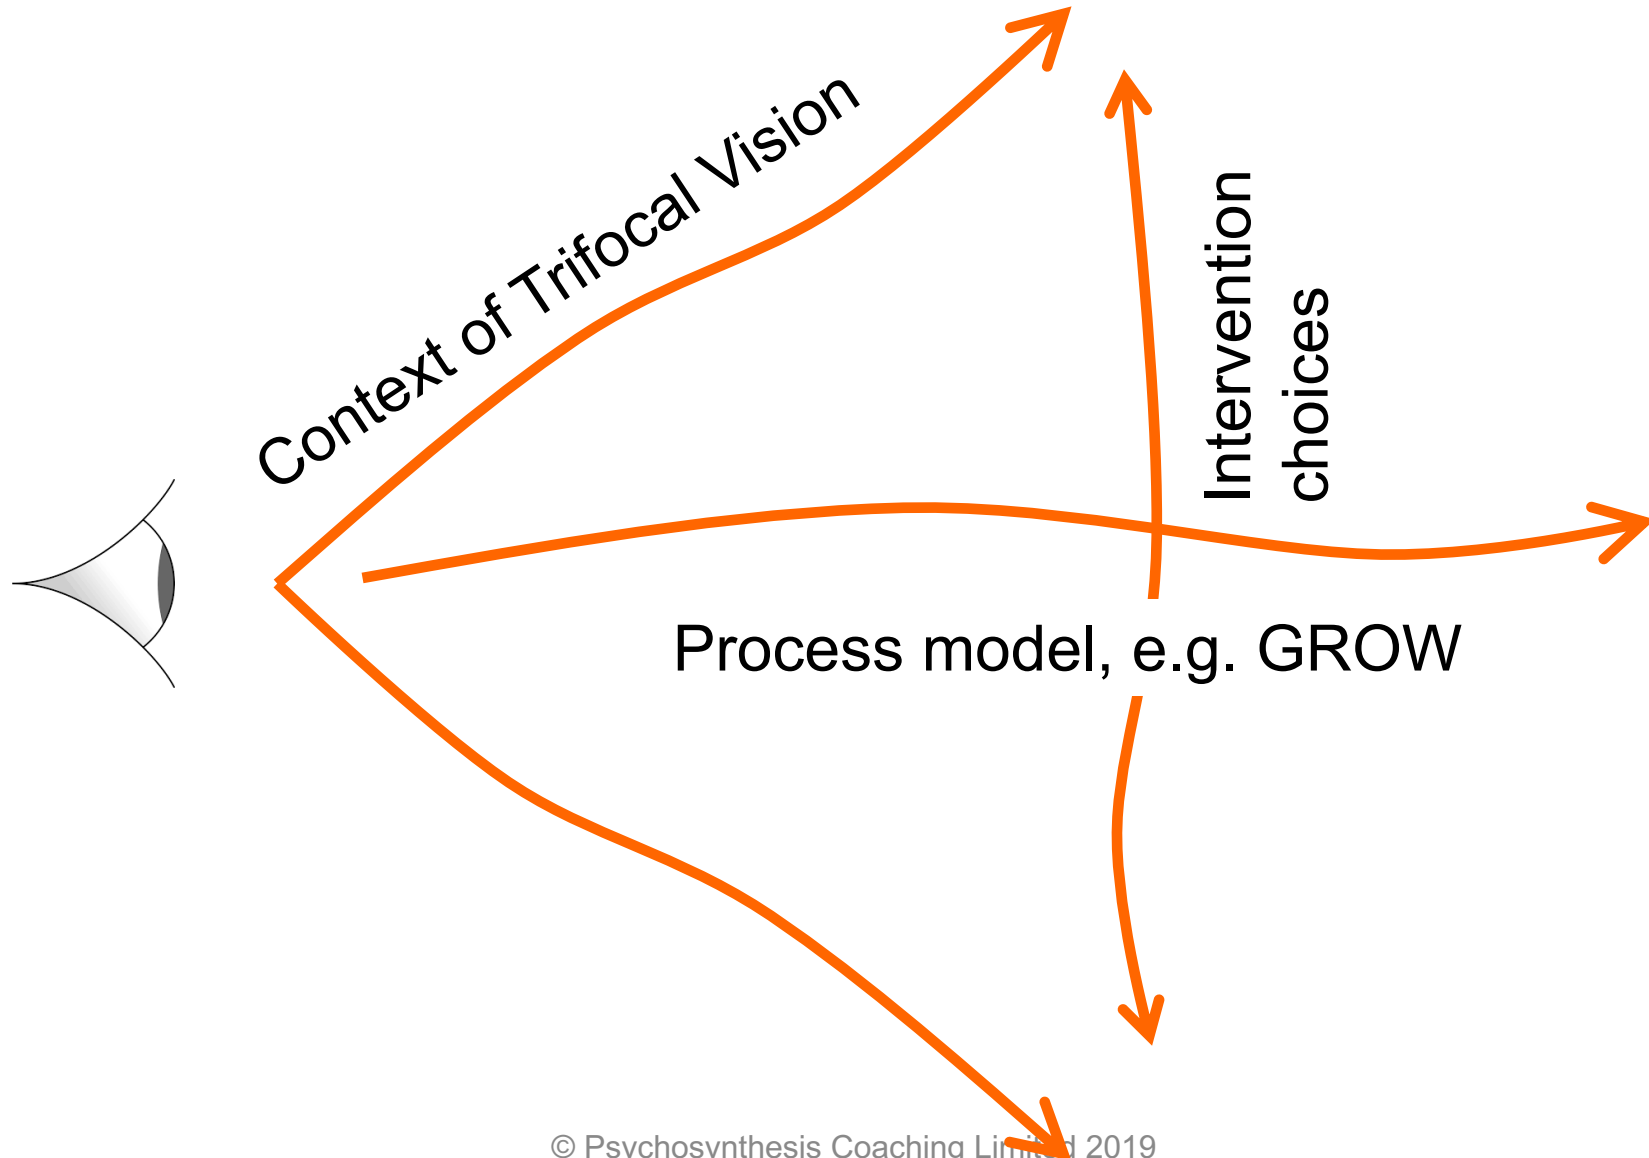 Context of Trifocal Vision
Intervention
choices
Process model, e.g. GROW
© Psychosynthesis Coaching Limited 2019